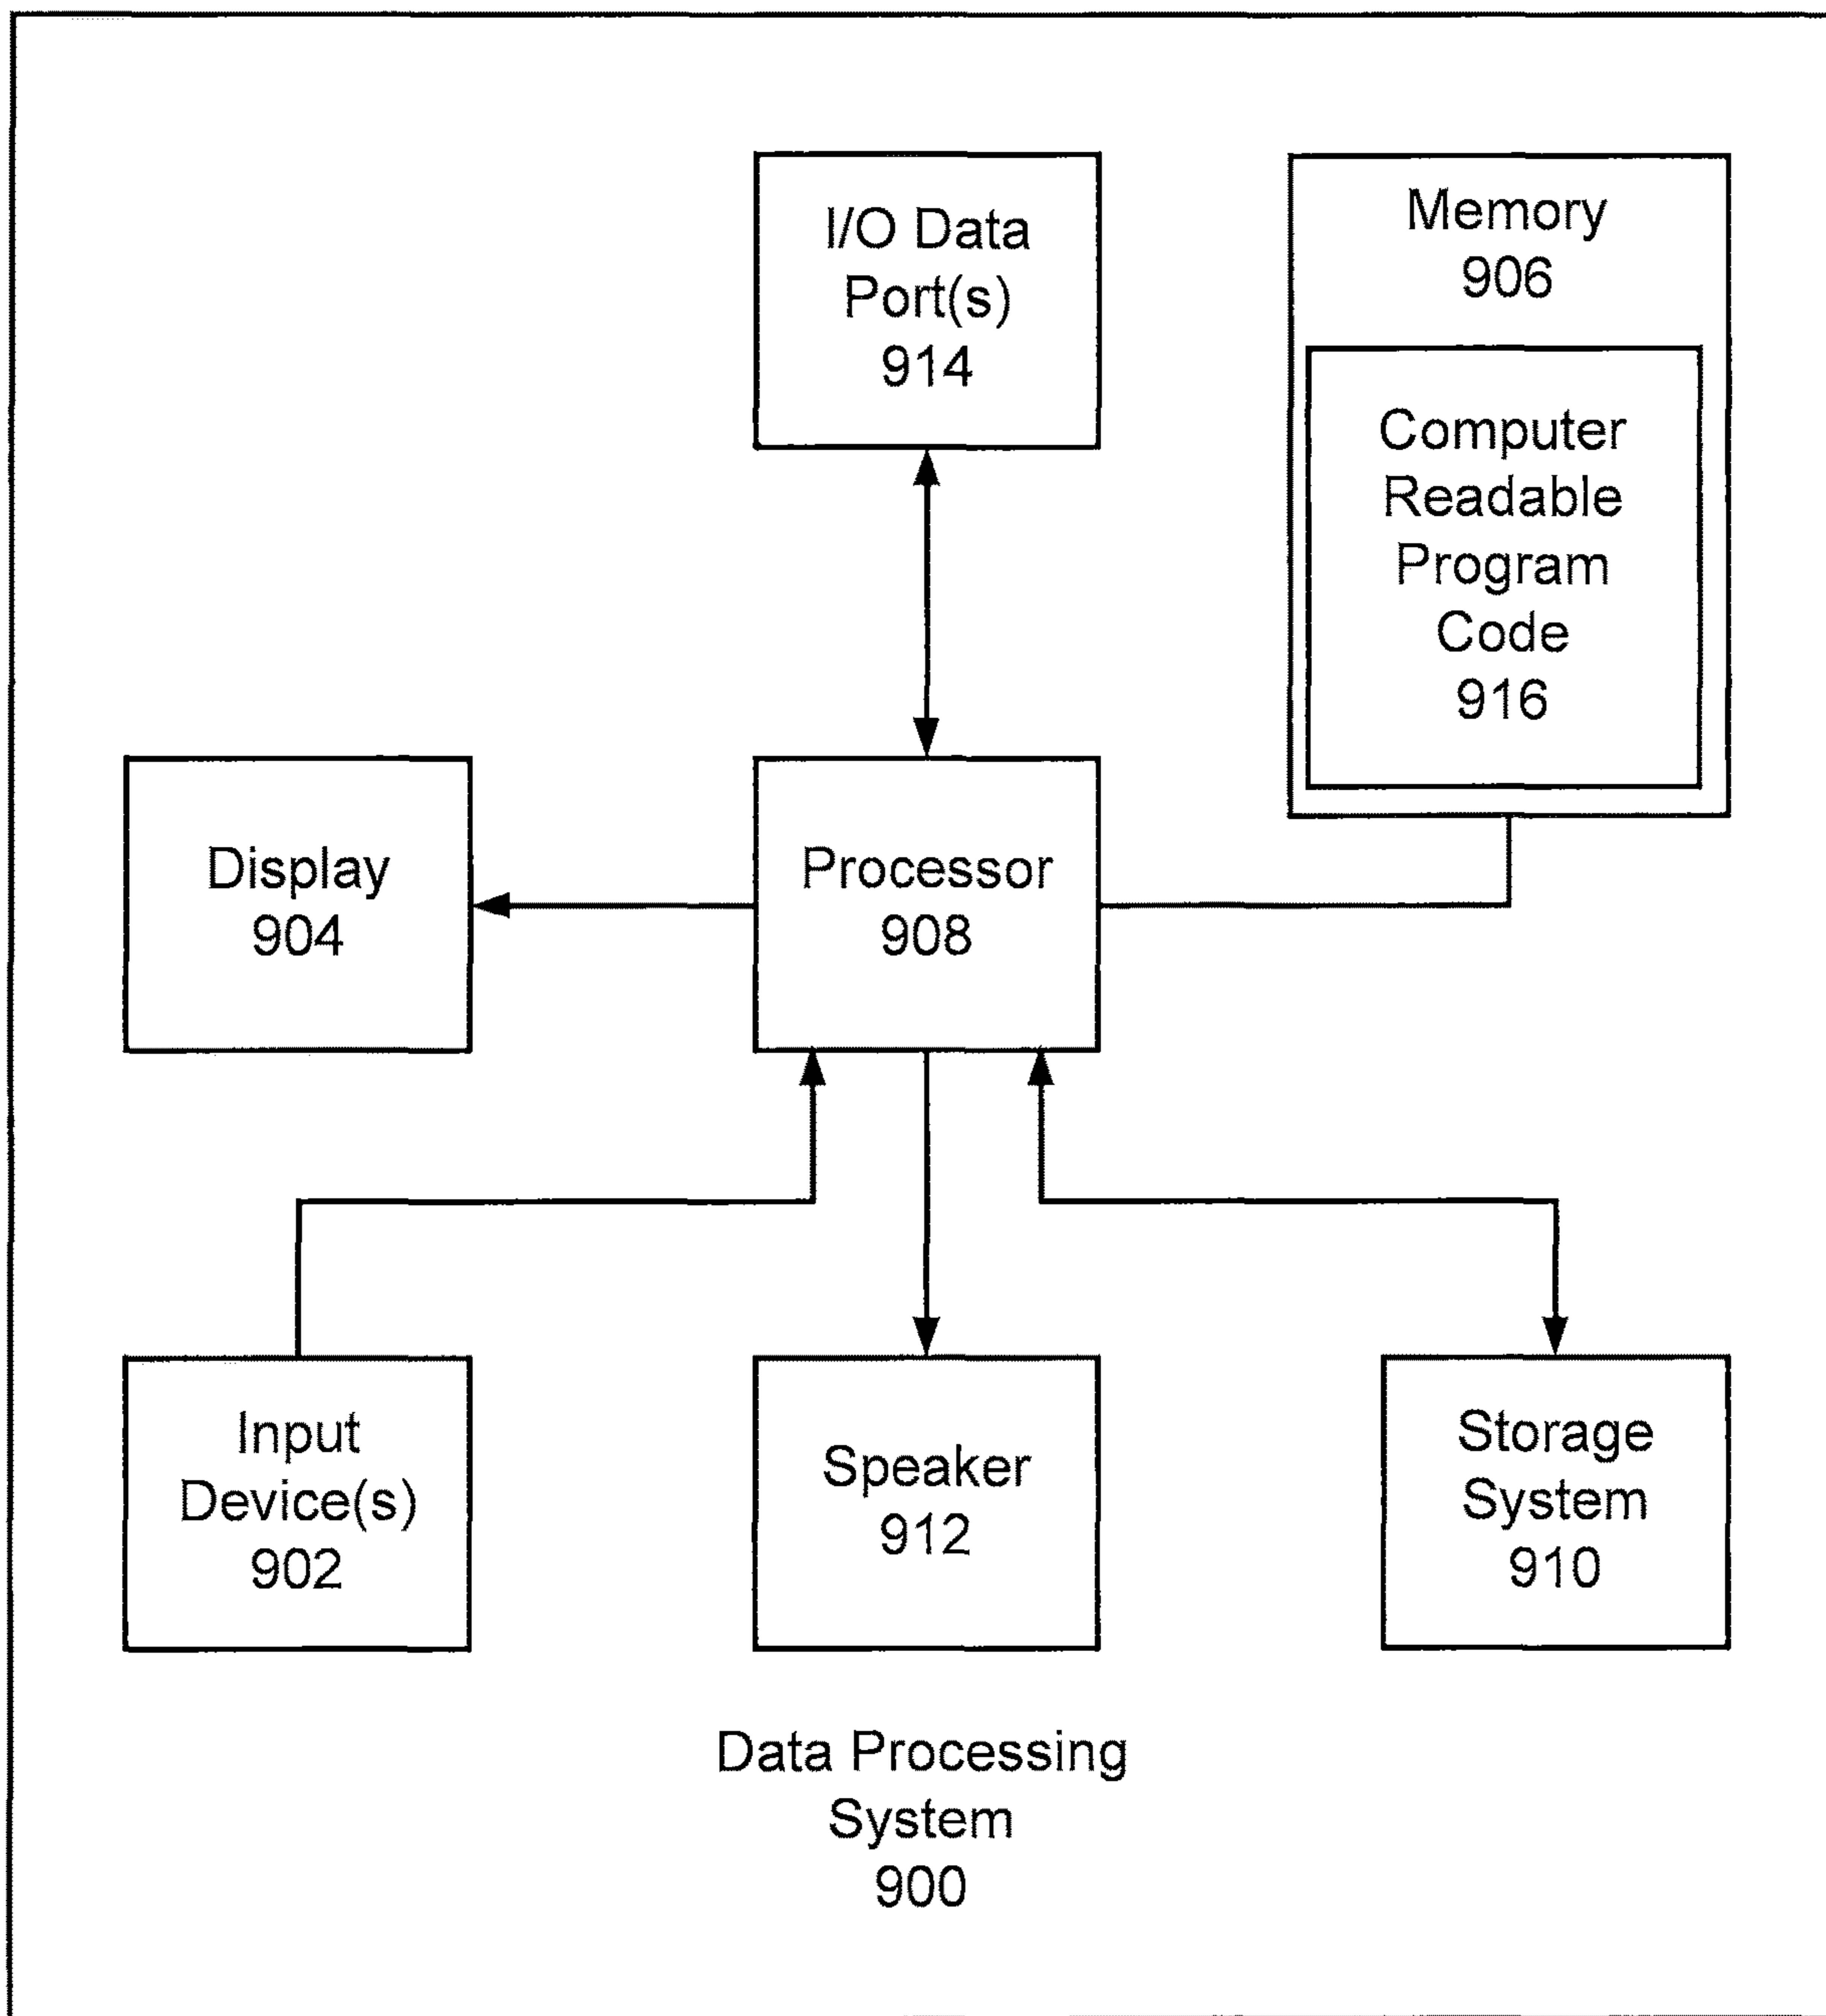 I/O Data
Port(s)
914
Memory
906
Computer
Readable
Program
Code
916
Display
904
Processor
908
Input
Device(s)
902
Speaker
912
Storage
System
910
Data Processing
System
900